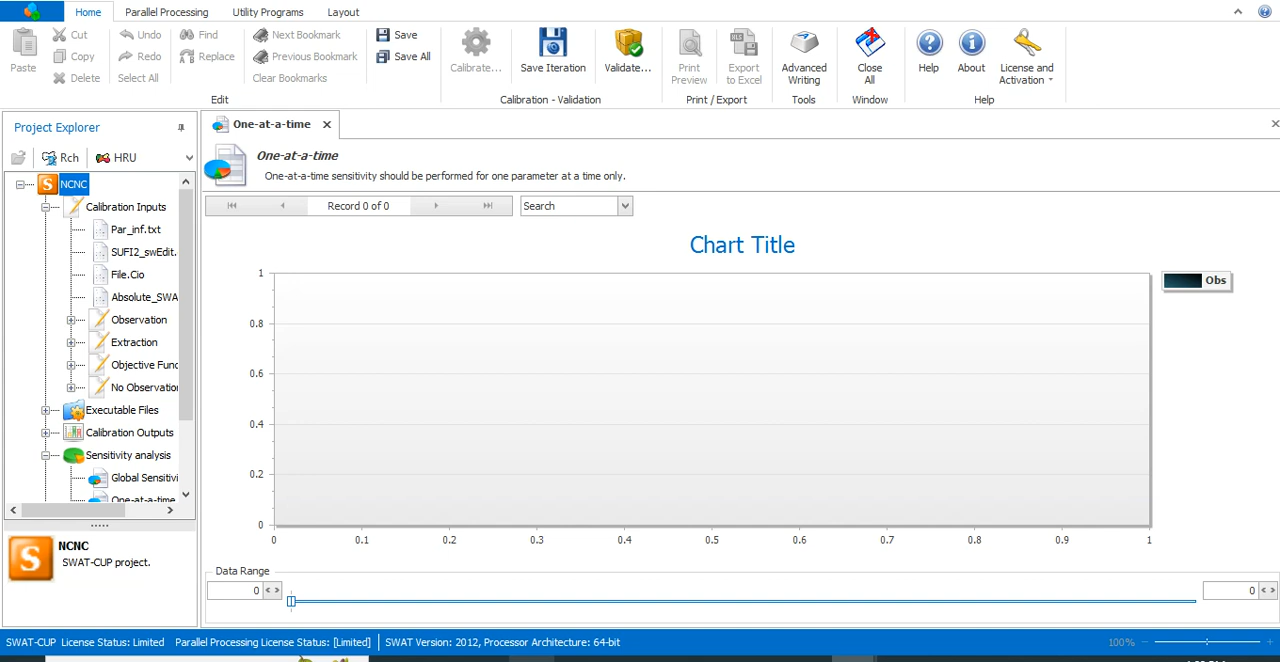 Home
Parallel Processing
Utility Programs
Layout
Paste
Cut
Copy
Delete
Undo
Redo
Select All
Find
Replace
Next Bookmark
Previous Bookmark
Clear Bookmarks
Edit
Save
Save All
Calibrate...
Save Iteration
Validate...
Calibration - Validation
Print Preview
Export to Excel
Print / Export
Advanced Writing
Tools
Close All
Window
Help
About
License and Activation
Help
Project Explorer
Rch
HRU
NCNC
Calibration Inputs
Par_inf.txt
SUFI2_swEdit.
File.Cio
Absolute_SWA
Observation
Extraction
Objective Func
No Observation
Executable Files
Calibration Outputs
Sensitivity analysis
Global Sensitivi
One-at-a-time
NCNC
SWAT-CUP project.
One-at-a-time
One-at-a-time
One-at-a-time sensitivity should be performed for one parameter at a time only.
Record 0 of 0
Search
Chart Title
1
0.8
0.6
0.4
0.2
0
0 0.1 0.2 0.3 0.4 0.5 0.6 0.7 0.8 0.9 1
Obs
Data Range
0
0
SWAT-CUP License Status: Limited Parallel Processing License Status: [Limited] SWAT Version: 2012, Processor Architecture: 64-bit
100%